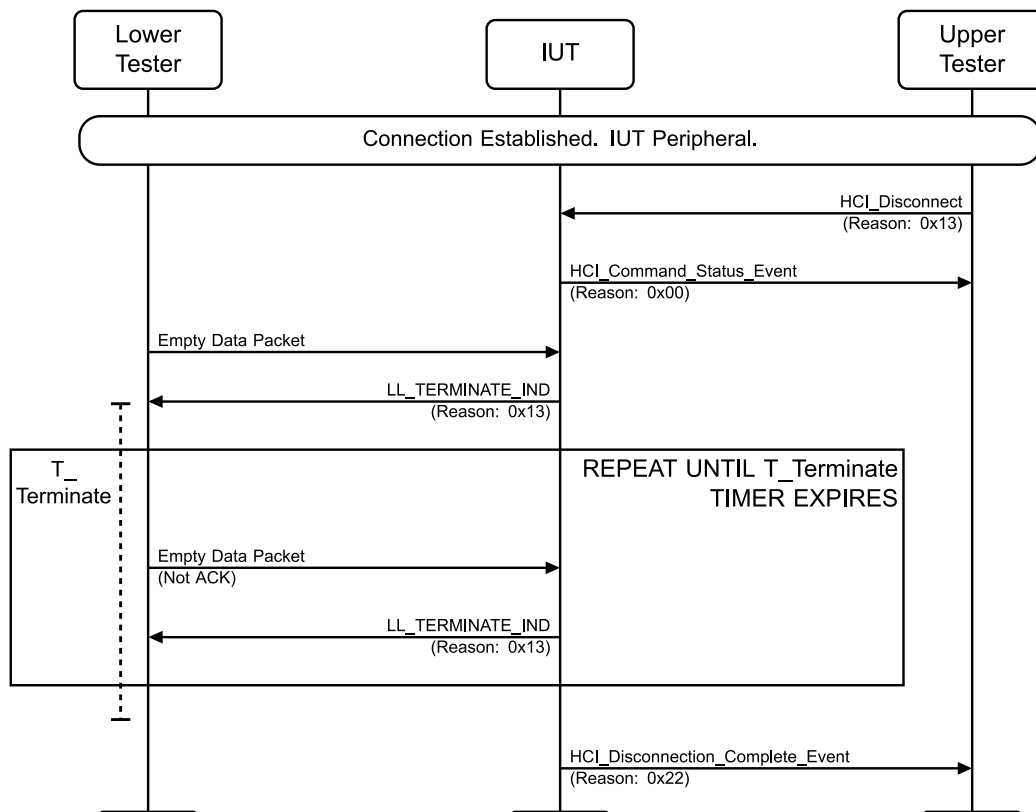 Lower
Tester
IUT
Upper
Tester
Connection Established. IUT Peripheral.
HCI_Disconnect
(Reason: 0x13)
HCI_Command_Status_Event
(Reason: 0x00)
Empty Data Packet
LL_TERMINATE_IND
(Reason: 0x13)
T_
Terminate
REPEAT UNTIL T_Terminate
TIMER EXPIRES
Empty Data Packet
(Not ACK)
LL_TERMINATE_IND
(Reason: 0x13)
HCI_Disconnection_Complete_Event
(Reason: 0x22)